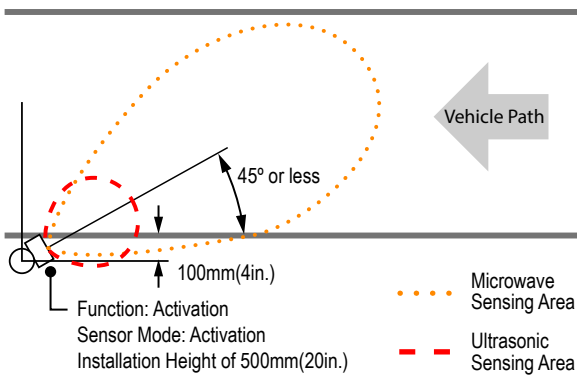 Vehicle Path
45º or less
100mm(4in.)
Function: Activation
Sensor Mode: Activation
Installation Height of 500mm(20in.)
Microwave
Sensing Area
Ultrasonic
Sensing Area